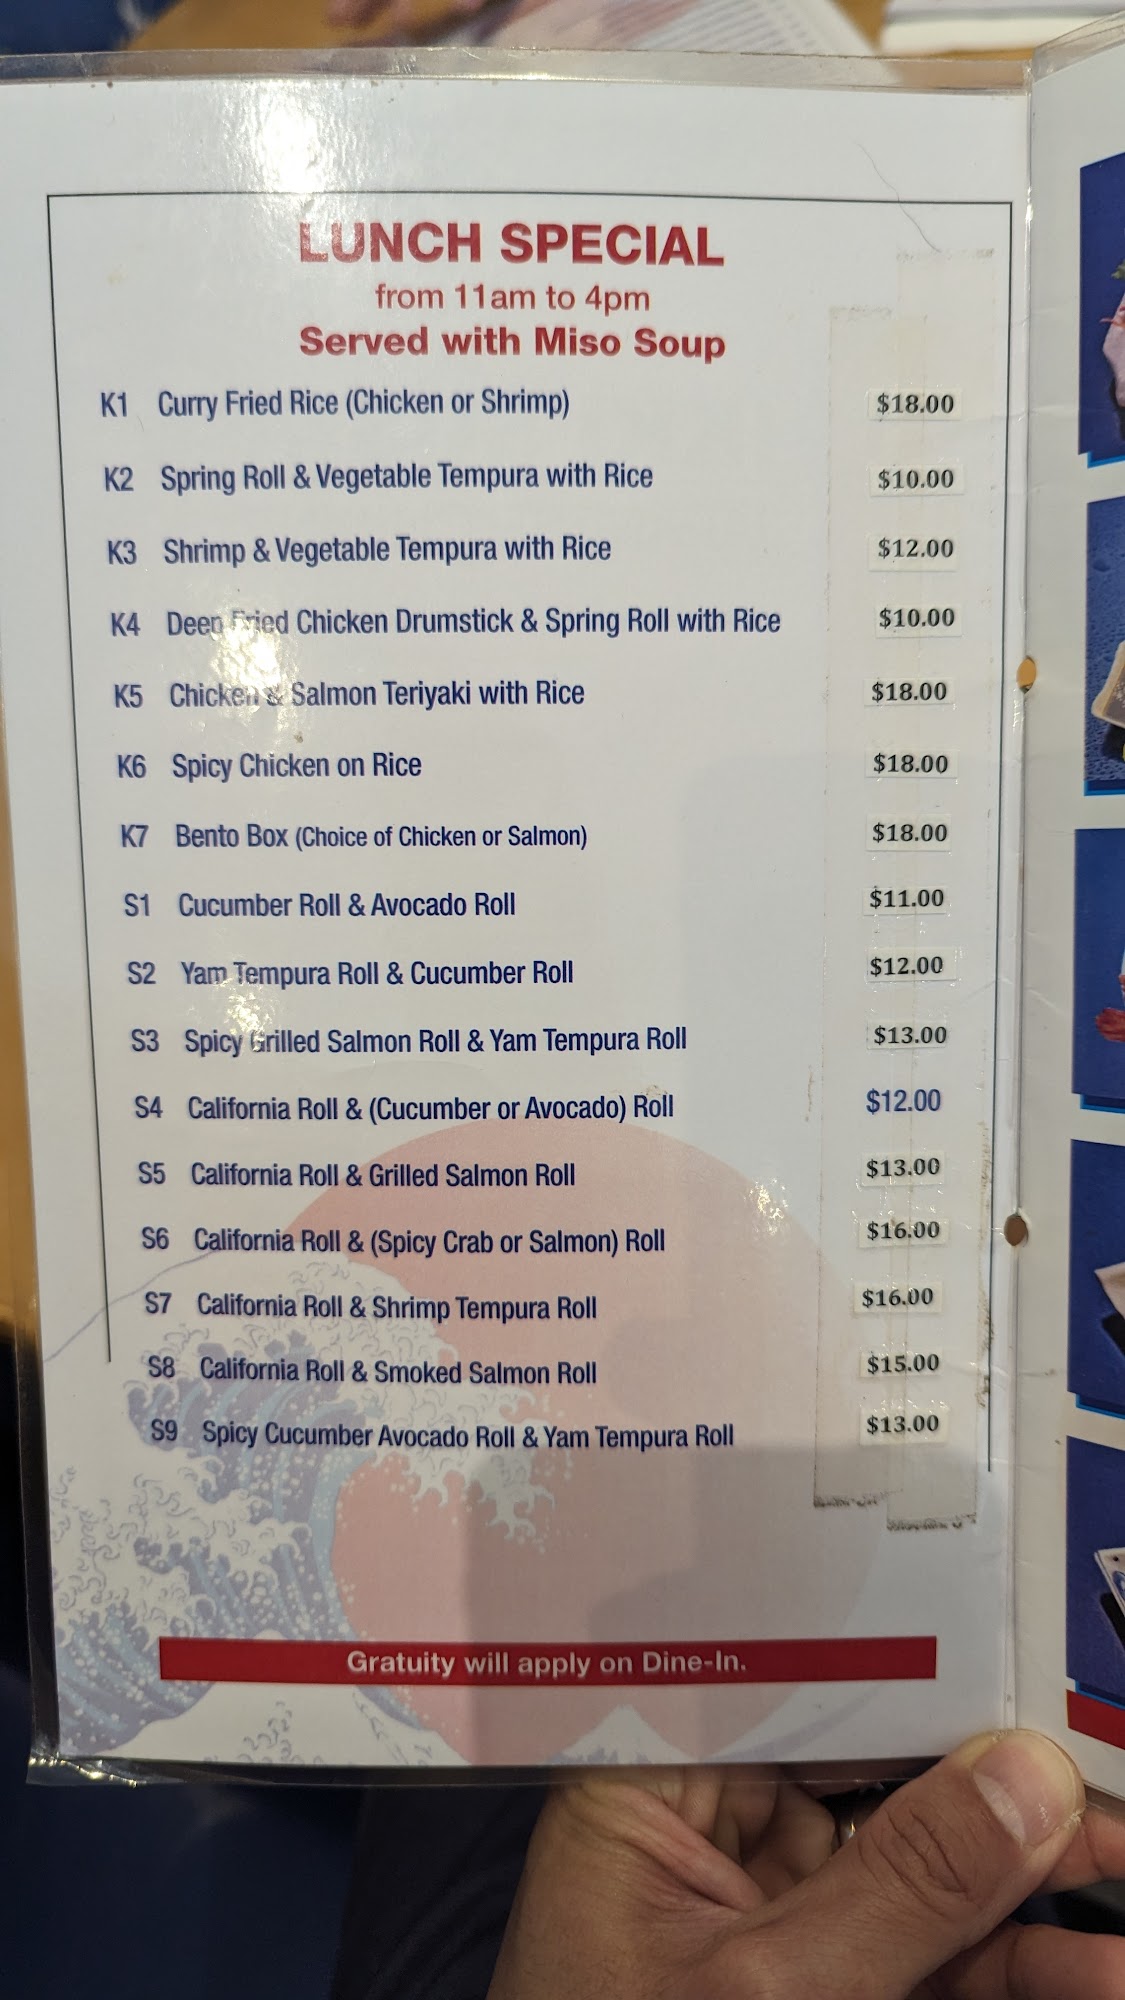 LUNCH SPECIAL
from 11am to 4pm
Served with Miso Soup
K1 Curry Fried Rice (Chicken or Shrimp) $18.00
K2 Spring Roll & Vegetable Tempura with Rice $10.00
K3 Shrimp & Vegetable Tempura with Rice $12.00
K4 Deep Fried Chicken Drumstick & Spring Roll with Rice $10.00
K5 Chicken & Salmon Teriyaki with Rice $18.00
K6 Spicy Chicken on Rice $18.00
K7 Bento Box (Choice of Chicken or Salmon) $18.00
S1 Cucumber Roll & Avocado Roll $11.00
S2 Yam Tempura Roll & Cucumber Roll $12.00
S3 Spicy Grilled Salmon Roll & Yam Tempura Roll $13.00
S4 California Roll & (Cucumber or Avocado) Roll $12.00
S5 California Roll & Grilled Salmon Roll $13.00
S6 California Roll & (Spicy Crab or Salmon) Roll $16.00
S7 California Roll & Shrimp Tempura Roll $16.00
S8 California Roll & Smoked Salmon Roll $15.00
S9 Spicy Cucumber Avocado Roll & Yam Tempura Roll $13.00
Gratuity will apply on Dine-In.